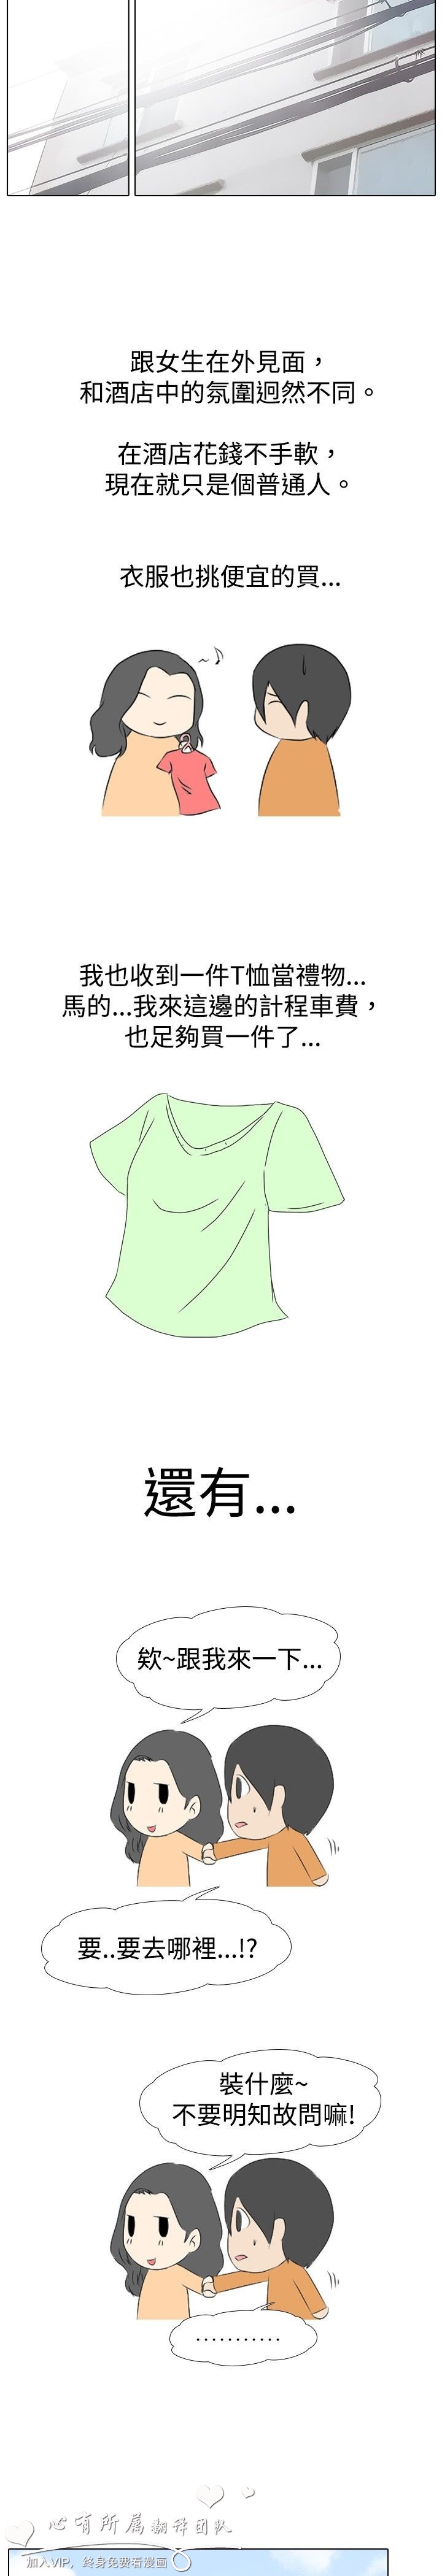 跟女生在外見面，
和酒店中的氛圍迥然不同。
在酒店花錢不手軟，
現在就只是個普通人。
衣服也挑便宜的買...
~♪
我也收到一件T恤當禮物...
馬的...我來這邊的計程車費，
也足夠買一件了...
還有...
欸~跟我來一下...
要..要去哪裡...!?
裝什麼~
不要明知故問嘛!
...........
心有所属翻译团队
加入VIP，终身免费看漫画